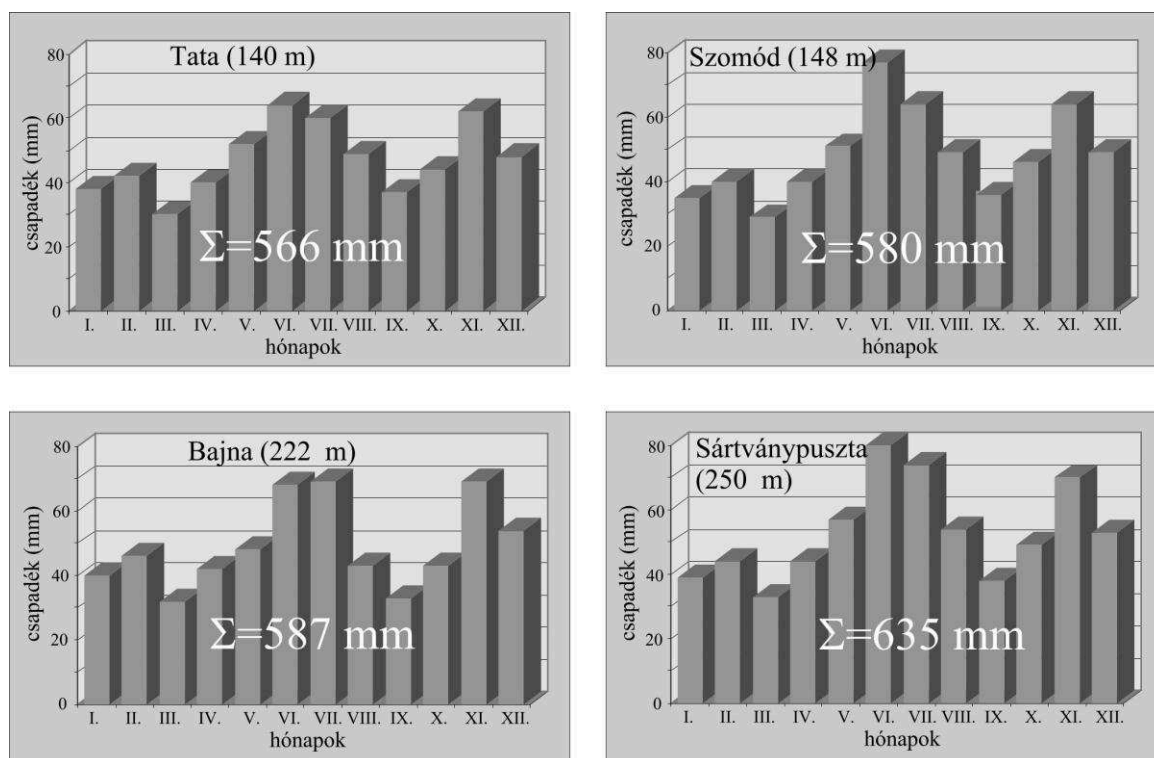 Tata (140 m)
80
60
40
20
0
csapadék (mm)
Σ=566 mm
I. II. III. IV. V. VI. VII. VIII. IX. X. XI. XII.
hónapok
Szomód (148 m)
80
60
40
20
0
csapadék (mm)
Σ=580 mm
I. II. III. IV. V. VI. VII. VIII. IX. X. XI. XII.
hónapok
Bajna (222 m)
80
60
40
20
0
csapadék (mm)
Σ=587 mm
I. II. III. IV. V. VI. VII. VIII. IX. X. XI. XII.
hónapok
Sártványpuszta
(250 m)
80
60
40
20
0
csapadék (mm)
Σ=635 mm
I. II. III. IV. V. VI. VII. VIII. IX. X. XI. XII.
hónapok